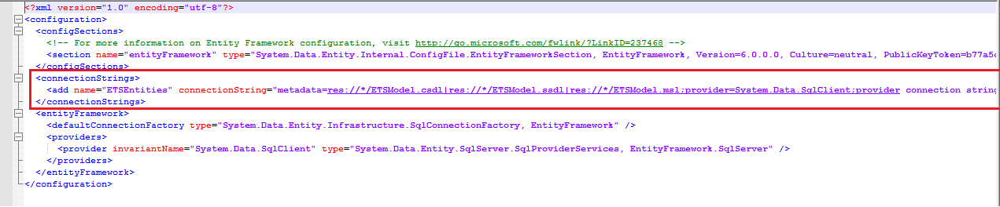 <?xml version="1.0" encoding="utf-8"?>
<configuration>
<configSections>
<!-- For more information on Entity Framework configuration, visit http://go.microsoft.com/fwlink/?LinkID=237468 -->
<section name="entityFramework" type="System.Data.Entity.Internal.ConfigFile.EntityFrameworkSection, EntityFramework, Version=6.0.0.0, Culture=neutral, PublicKeyToken=b77a5c
</configSections>
<connectionStrings>
<add name="ETSEntities" connectionString="metadata=res://*/ETSModel.csdl|res://*/ETSModel.ssdl|res://*/ETSModel.msl;provider=System.Data.SqlClient;provider connection string
</connectionStrings>
<entityFramework>
<defaultConnectionFactory type="System.Data.Entity.Infrastructure.SqlConnectionFactory, EntityFramework" />
<providers>
<provider invariantName="System.Data.SqlClient" type="System.Data.Entity.SqlServer.SqlProviderServices, EntityFramework.SqlServer" />
</providers>
</entityFramework>
</configuration>